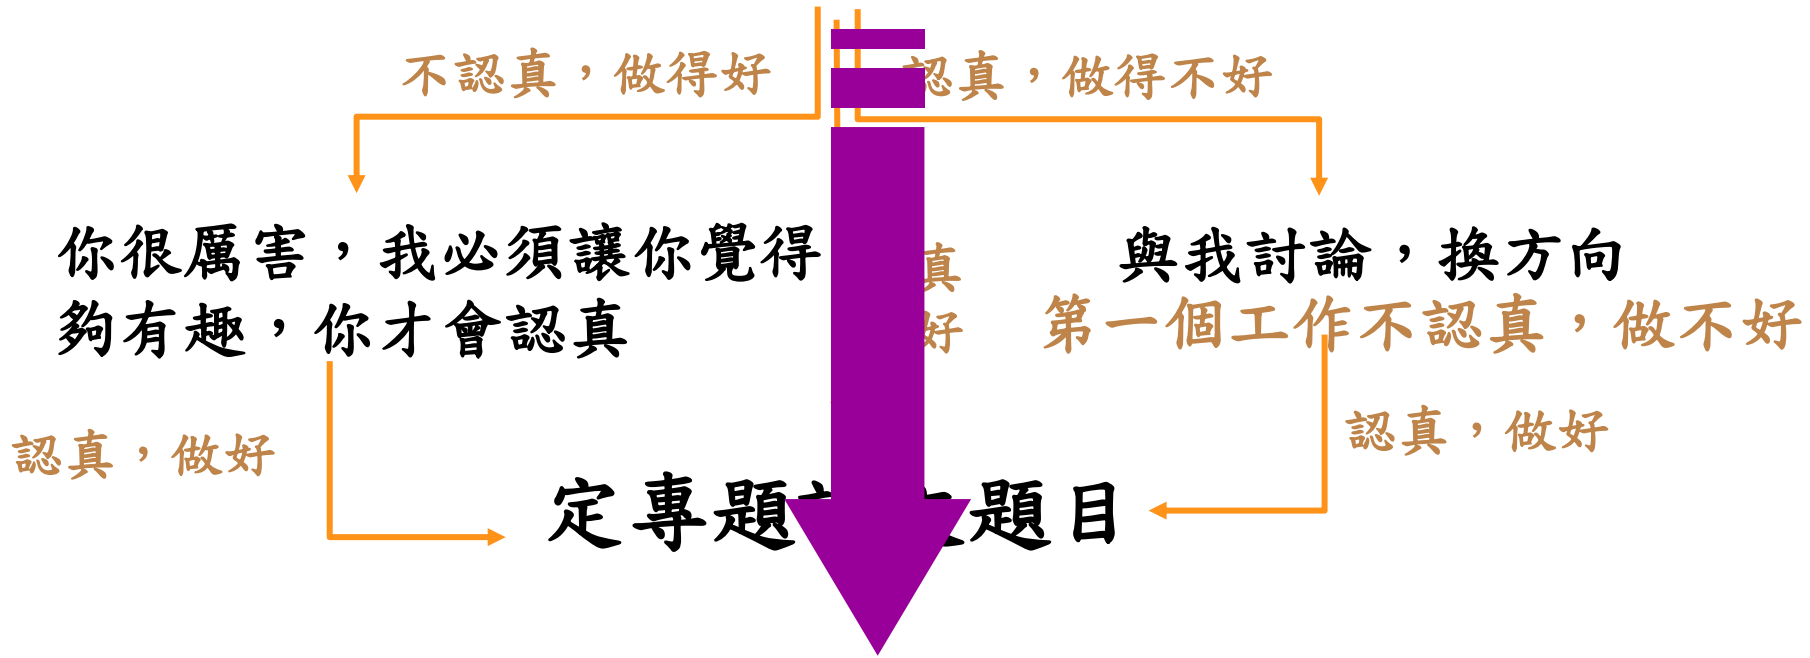 不認真，做得好
認真，做得不好
你很厲害，我必須讓你覺得
夠有趣，你才會認真
真
好
與我討論，換方向
第一個工作不認真，做不好
認真，做好
認真，做好
定專題 題目